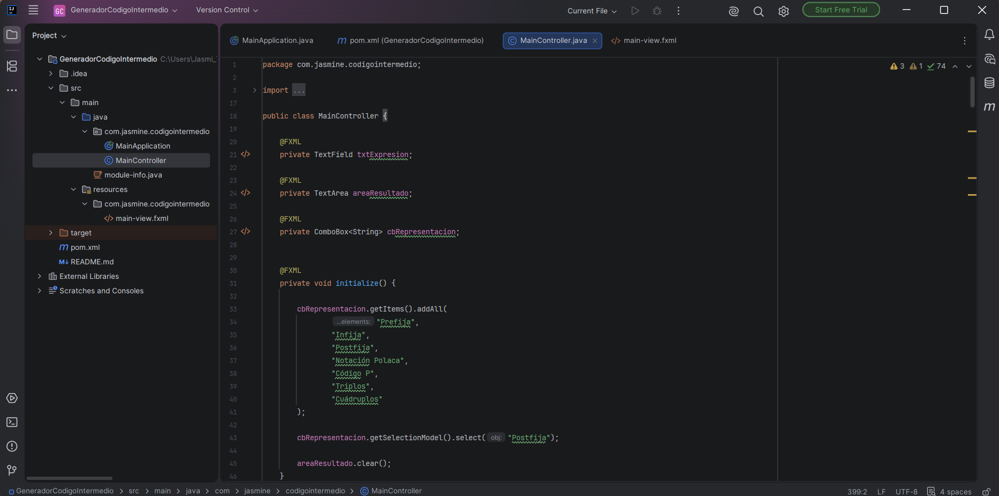 GC GeneradorCodigoIntermedio Version Control Current File Start Free Trial
Project
MainApplication.java pom.xml (GeneradorCodigoIntermedio) MainController.java main-view.fxml
GeneradorCodigoIntermedio C:\Users\Jasmi_
.idea
src
main
java
com.jasmine.codigointermedio
MainApplication
MainController
module-info.java
resources
com.jasmine.codigointermedio
main-view.fxml
target
pom.xml
README.md
External Libraries
Scratches and Consoles
3 1 74
1 package com.jasmine.codigointermedio;
2
3 import ...
17
18 public class MainController {
19
20 @FXML
21 private TextField txtExpresion;
22
23 @FXML
24 private TextArea areaResultado;
25
26 @FXML
27 private ComboBox<String> cbRepresentacion;
28
29
30 @FXML
31 private void initialize() {
32
33 cbRepresentacion.getItems().addAll(
34 ...elements: "Prefija",
35 "Infija",
36 "Postfija",
37 "Notación Polaca",
38 "Código P",
39 "Triplos",
40 "Cuádruplos"
41 );
42
43 cbRepresentacion.getSelectionModel().select( obj: "Postfija");
44
45 areaResultado.clear();
46 }
GeneradorCodigoIntermedio > src > main > java > com > jasmine > codigointermedio > MainController
399:2 LF UTF-8 4 spaces